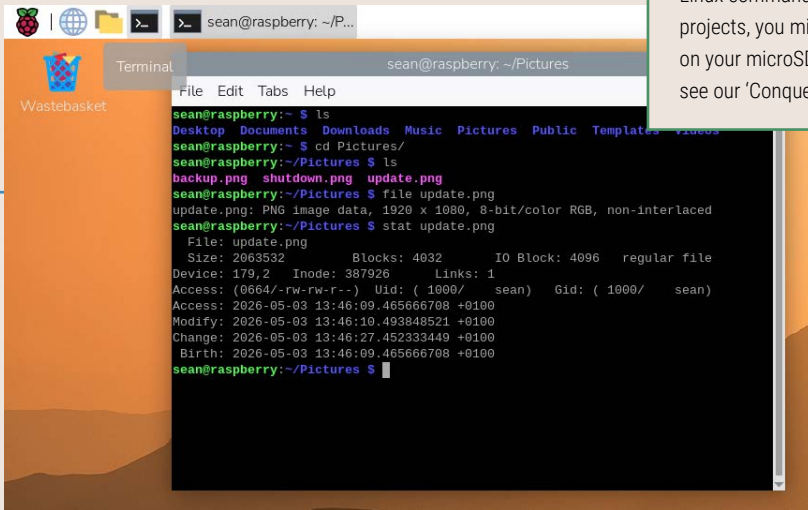 sean@raspberry: ~/P...
Linux command
projects, you mi
on your microSD
see our ‘Conque
Terminal
Wastebasket
sean@raspberry: ~/Pictures
File Edit Tabs Help
sean@raspberry:~ $ ls
Desktop Documents Downloads Music Pictures Public Templates Videos
sean@raspberry:~ $ cd Pictures/
sean@raspberry:~/Pictures $ ls
backup.png shutdown.png update.png
sean@raspberry:~/Pictures $ file update.png
update.png: PNG image data, 1920 x 1080, 8-bit/color RGB, non-interlaced
sean@raspberry:~/Pictures $ stat update.png
File: update.png
Size: 2063532 Blocks: 4032 IO Block: 4096 regular file
Device: 179,2 Inode: 387926 Links: 1
Access: (0664/-rw-rw-r--) Uid: ( 1000/ sean) Gid: ( 1000/ sean)
Access: 2026-05-03 13:46:09.465666708 +0100
Modify: 2026-05-03 13:46:10.493848521 +0100
Change: 2026-05-03 13:46:27.452333449 +0100
Birth: 2026-05-03 13:46:09.465666708 +0100
sean@raspberry:~/Pictures $